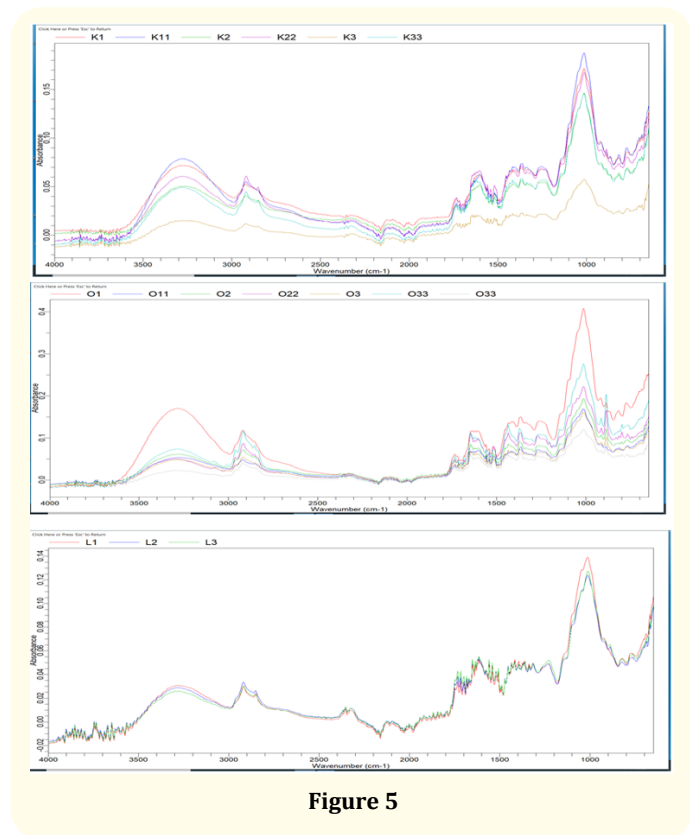 Click Here or Press 'Esc' to Return
K1 K11 K2 K22 K3 K33
Absorbance
0.15
0.10
0.05
0.00
4000 3500 3000 2500 2000 1500 1000
Wavenumber (cm-1)
Click Here or Press 'Esc' to Return
O1 O11 O2 O22 O3 O33 O33
Absorbance
0.4
0.3
0.2
0.1
0.0
4000 3500 3000 2500 2000 1500 1000
Wavenumber (cm-1)
Click Here or Press 'Esc' to Return
L1 L2 L3
Absorbance
0.14
0.12
0.10
0.08
0.06
0.04
0.02
0.00
-0.02
4000 3500 3000 2500 2000 1500 1000
Wavenumber (cm-1)
Figure 5